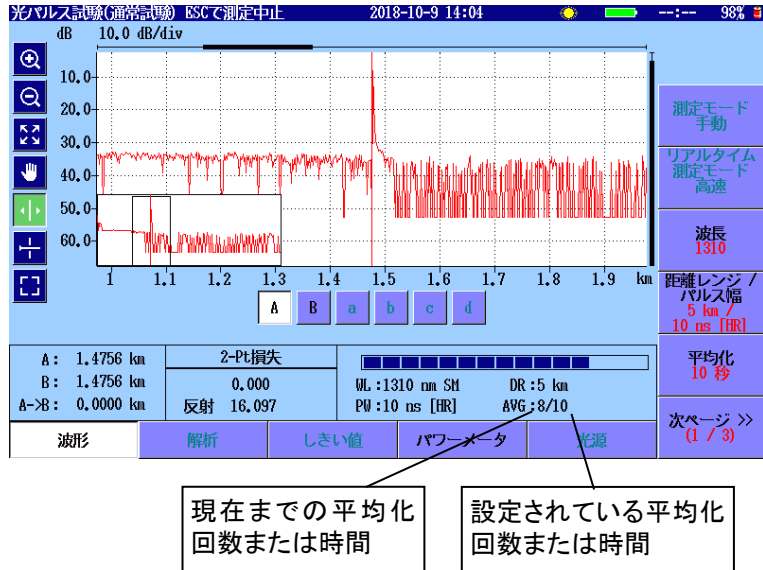 光パルス試験(通常試験) ESCで測定中止 2018-10-9 14:04 --:-- 98%
dB 10.0 dB/div
10.0
20.0
30.0
40.0
50.0
60.0
1 1.1 1.2 1.3 1.4 1.5 1.6 1.7 1.8 1.9 km
A B a b c d
測定モード
手動
リアルタイム
測定モード
高速
波長
1310
距離レンジ /
パルス幅
5 km /
10 ns [HR]
平均化
10 秒
次ページ >>
(1 / 3)
A: 1.4756 km
B: 1.4756 km
A->B: 0.0000 km
2-Pt損失
0.000
反射 16.097
WL:1310 nm SM DR:5 km
PW:10 ns [HR] AVG:8/10
波形 解析 しきい値 パワーメータ 光源
現在までの平均化
回数または時間
設定されている平均化
回数または時間